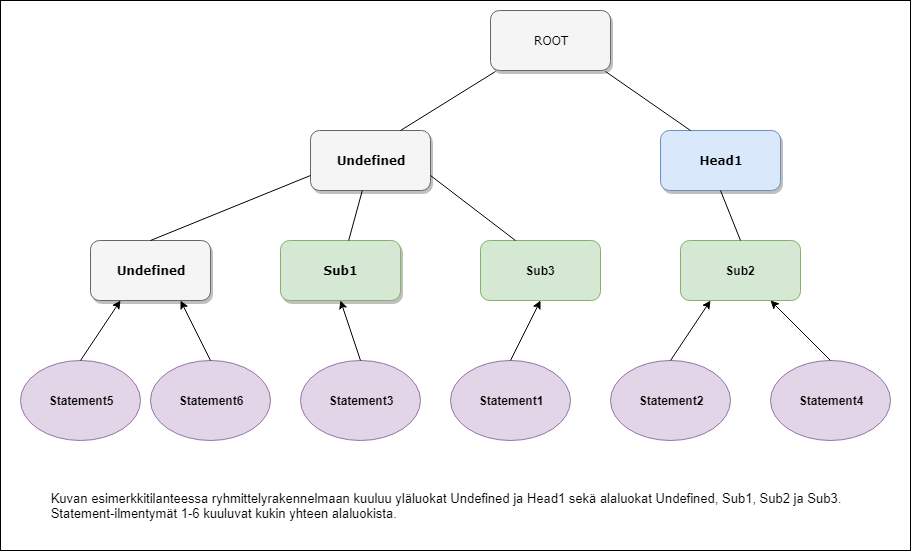 ROOT
Undefined
Head1
Undefined
Sub1
Sub3
Sub2
Statement5
Statement6
Statement3
Statement1
Statement2
Statement4
Kuvan esimerkkitilanteessa ryhmittelyrakennelmaan kuuluu yläluokat Undefined ja Head1 sekä alaluokat Undefined, Sub1, Sub2 ja Sub3.
Statement-ilmentymät 1-6 kuuluvat kukin yhteen alaluokista.